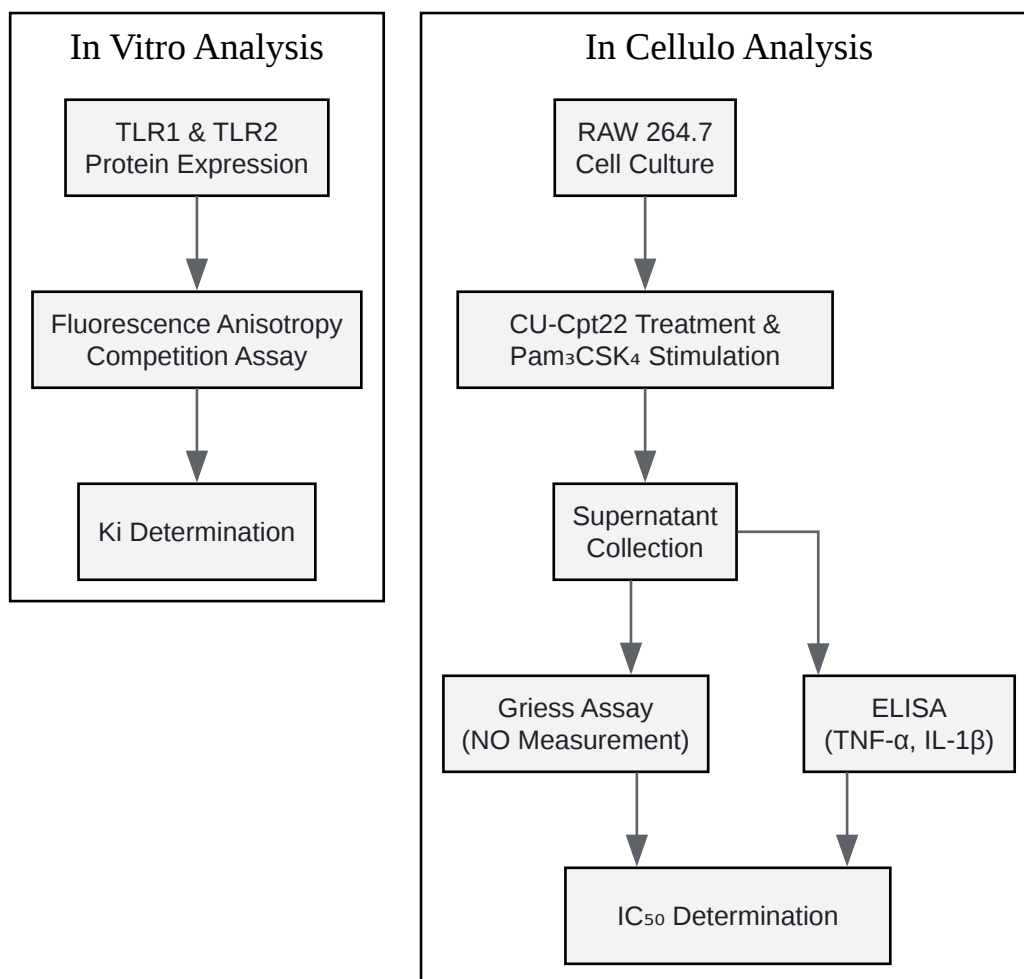 In Vitro Analysis
TLR1 & TLR2
Protein Expression
Fluorescence Anisotropy
Competition Assay
Ki Determination
In Cellulo Analysis
RAW 264.7
Cell Culture
CU-Cpt22 Treatment &
Pam₃CSK₄ Stimulation
Supernatant
Collection
Griess Assay
(NO Measurement)
ELISA
(TNF-α, IL-1β)
IC₅₀ Determination